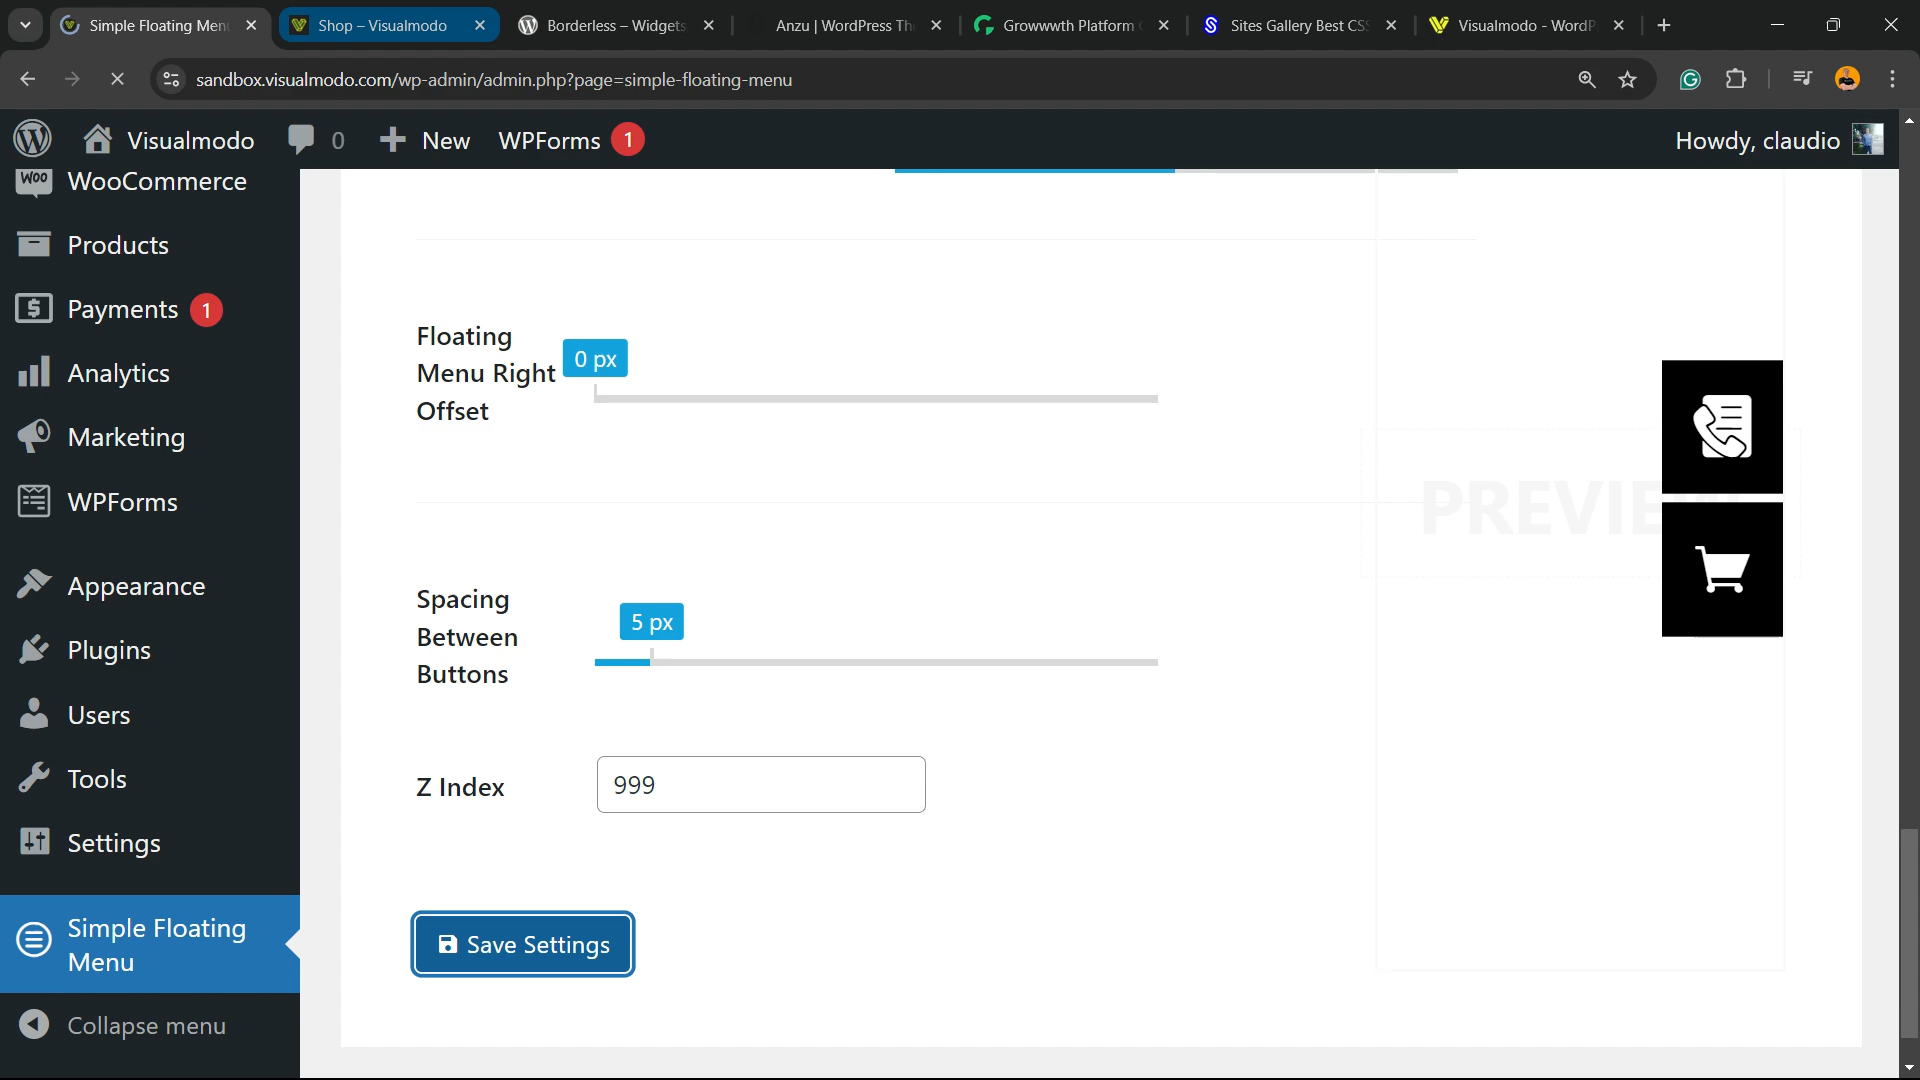 Simple Floating Men
Shop – Visualmodo
Borderless – Widgets
Anzu | WordPress Th
Growwwth Platform
Sites Gallery Best CS
Visualmodo - WordP
sandbox.visualmodo.com/wp-admin/admin.php?page=simple-floating-menu
Visualmodo
0
New
WPForms
1
Howdy, claudio
WOO
WooCommerce
Products
Payments
1
Analytics
Marketing
WPForms
Appearance
Plugins
Users
Tools
Settings
Simple Floating
Menu
Collapse menu
Floating
Menu Right
Offset
0 px
PREVIE
Spacing
Between
Buttons
5 px
Z Index
999
Save Settings